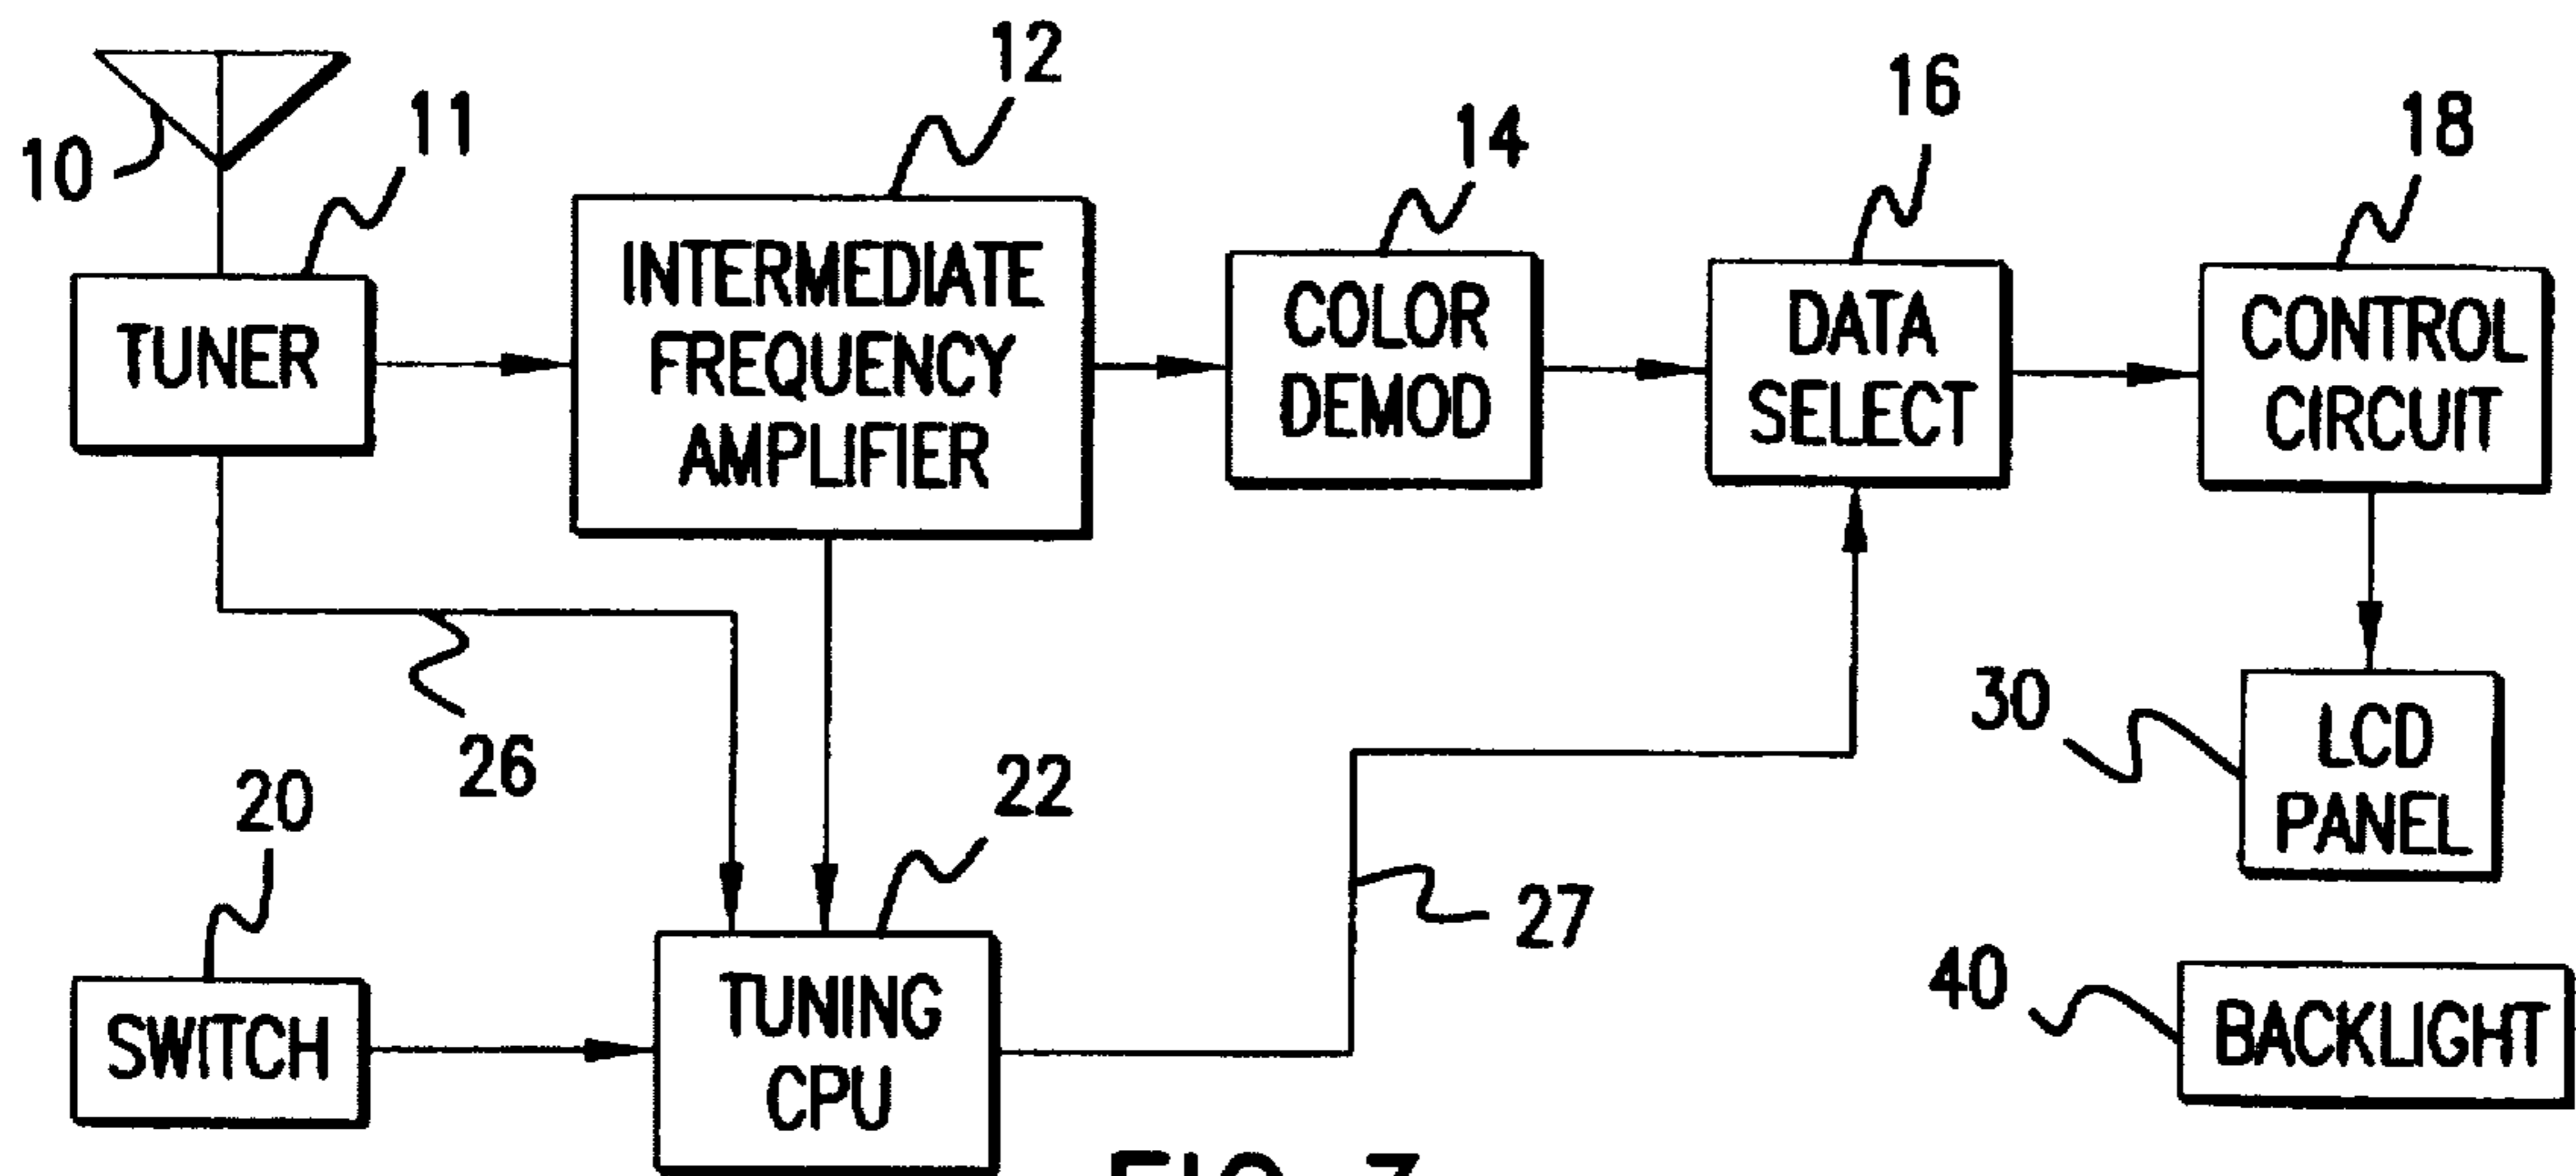 10
11
12
14
16
18
TUNER
INTERMEDIATE
FREQUENCY
AMPLIFIER
COLOR
DEMOD
DATA
SELECT
CONTROL
CIRCUIT
26
30
LCD
PANEL
20
22
27
40
SWITCH
TUNING
CPU
BACKLIGHT